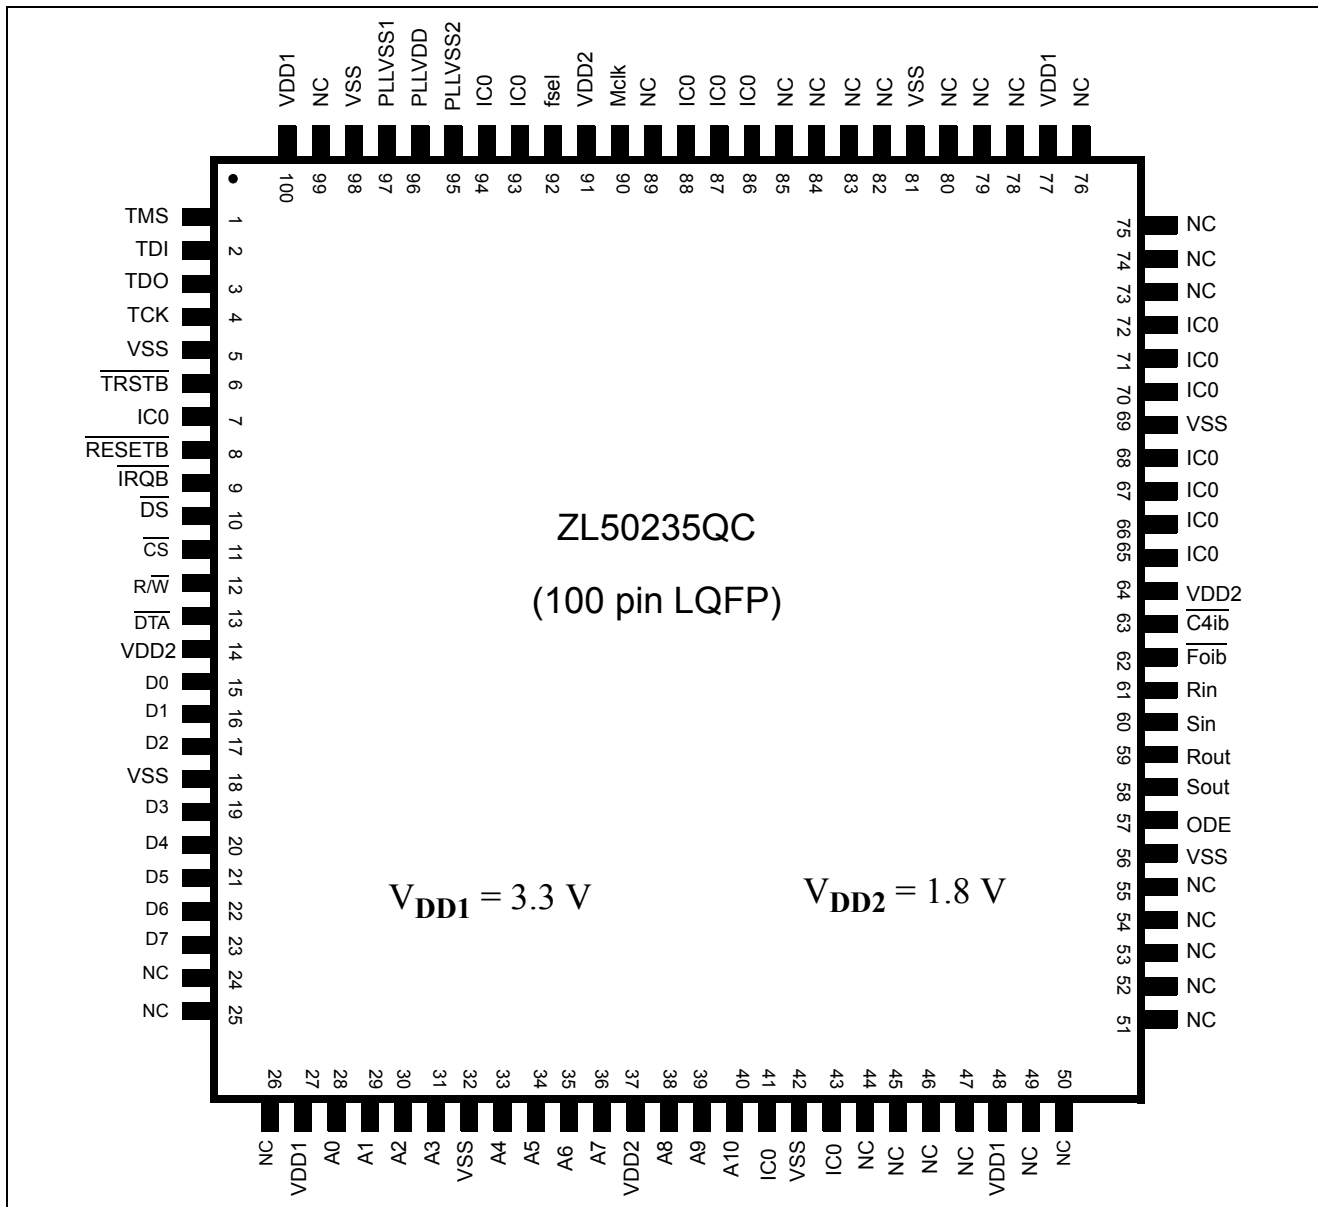 VDD1 NC VSS PLLVSS1 PLLVDD PLLVSS2 IC0 IC0 fsel VDD2 Mclk NC IC0 IC0 IC0 NC NC NC NC VSS NC NC NC VDD1 NC
100 99 98 97 96 95 94 93 92 91 90 89 88 87 86 85 84 83 82 81 80 79 78 77 76
TMS 1
TDI 2
TDO 3
TCK 4
VSS 5
TRSTB 6
IC0 7
RESETB 8
IRQB 9
DS 10
CS 11
R/W 12
DTA 13
VDD2 14
D0 15
D1 16
D2 17
VSS 18
D3 19
D4 20
D5 21
D6 22
D7 23
NC 24
NC 25
ZL50235QC
(100 pin LQFP)
VDD1 = 3.3 V
VDD2 = 1.8 V
75 NC
74 NC
73 NC
72 IC0
71 IC0
70 IC0
69 VSS
68 IC0
67 IC0
66 IC0
65 IC0
64 VDD2
63 C4ib
62 Foib
61 Rin
60 Sin
59 Rout
58 Sout
57 ODE
56 VSS
55 NC
54 NC
53 NC
52 NC
51 NC
26 27 28 29 30 31 32 33 34 35 36 37 38 39 40 41 42 43 44 45 46 47 48 49 50
NC VDD1 A0 A1 A2 A3 VSS A4 A5 A6 A7 VDD2 A8 A9 A10 IC0 VSS IC0 NC NC NC NC VDD1 NC NC